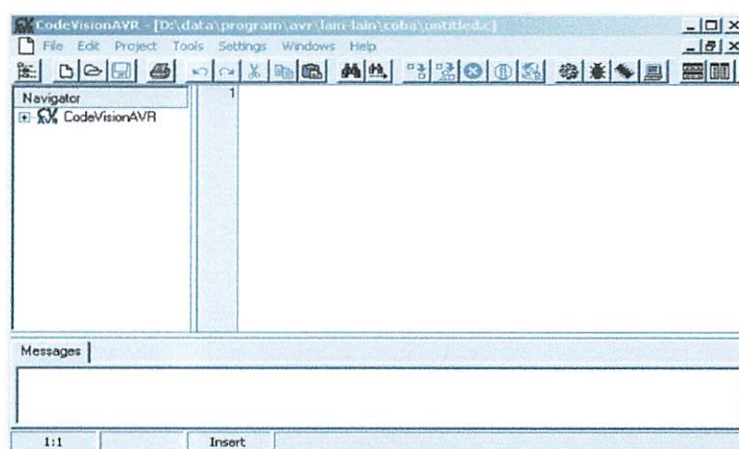 CodeVisionAVR - [D:\data\program\avr\lain-lain\coba\untitled.c]
File Edit Project Tools Settings Windows Help
Navigator
CodeVisionAVR
1
Messages
1:1 Insert